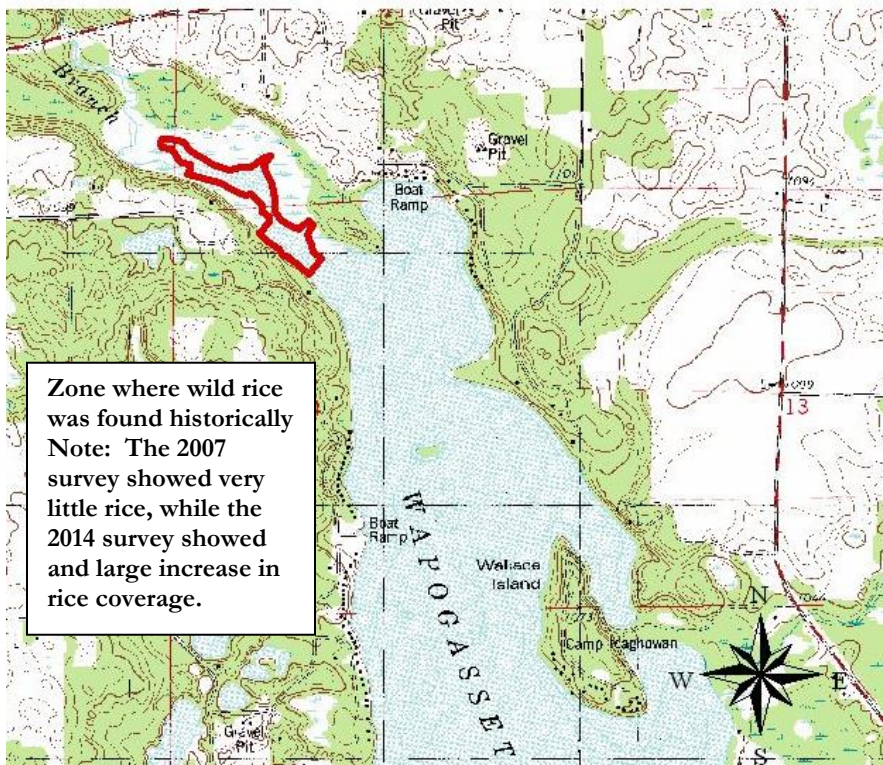 Gravel
Pit
Branch
Gravel
Pit
Boat
Ramp
Zone where wild rice
was found historically
Note: The 2007
survey showed very
little rice, while the
2014 survey showed
and large increase in
rice coverage.
13
Boat
Ramp
WAPOGASSET
Wallace
Island
N
Camp
W
E
Gravel
Pit
S